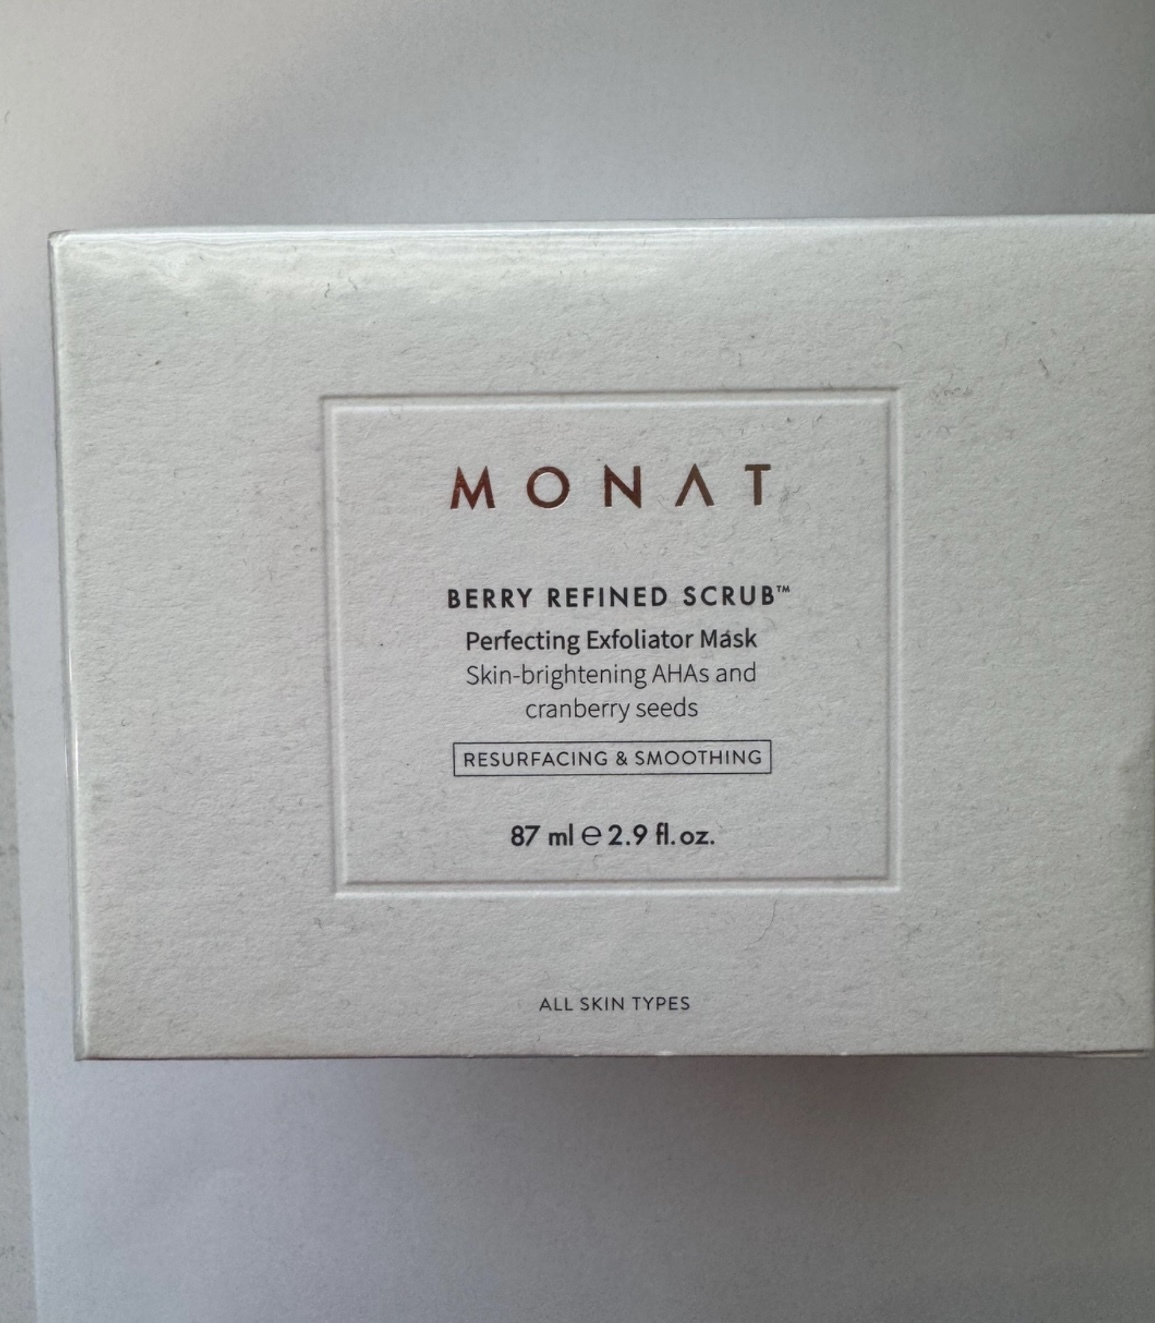 MONAT
BERRY REFINED SCRUB™
Perfecting Exfoliator Mask
Skin-brightening AHAs and
cranberry seeds
RESURFACING & SMOOTHING
87 ml ℮ 2.9 fl. oz.
ALL SKIN TYPES